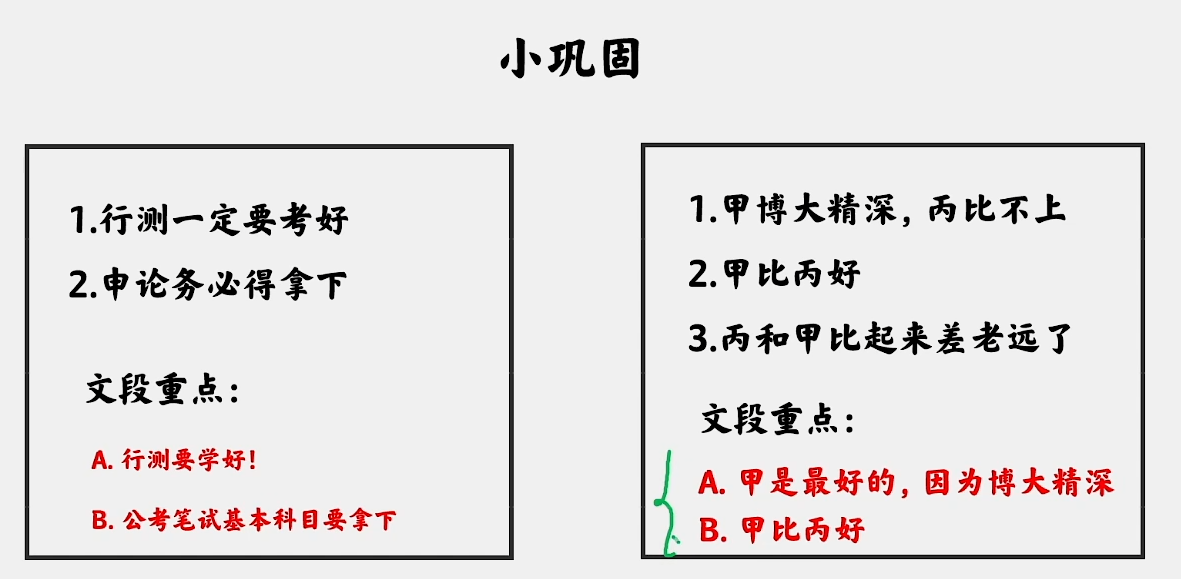 小巩固
1.行测一定要考好
2.申论务必得拿下
文段重点：
A. 行测要学好！
B. 公考笔试基本科目要拿下
1.甲博大精深，丙比不上
2.甲比丙好
3.丙和甲比起来差老远了
文段重点：
A. 甲是最好的，因为博大精深
B. 甲比丙好